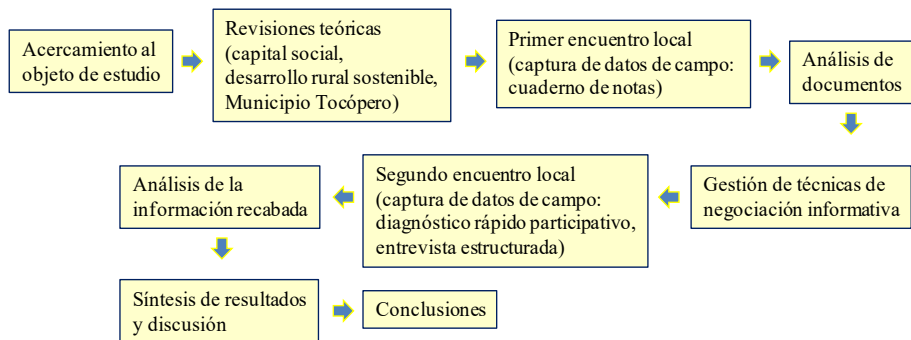 Acercamiento al
objeto de estudio
Revisiones teóricas
(capital social,
desarrollo rural sostenible,
Municipio Tocópero)
Primer encuentro local
(captura de datos de campo:
cuaderno de notas)
Análisis de
documentos
Gestión de técnicas de
negociación informativa
Segundo encuentro local
(captura de datos de campo:
diagnóstico rápido participativo,
entrevista estructurada)
Análisis de la
información recabada
Síntesis de resultados
y discusión
Conclusiones